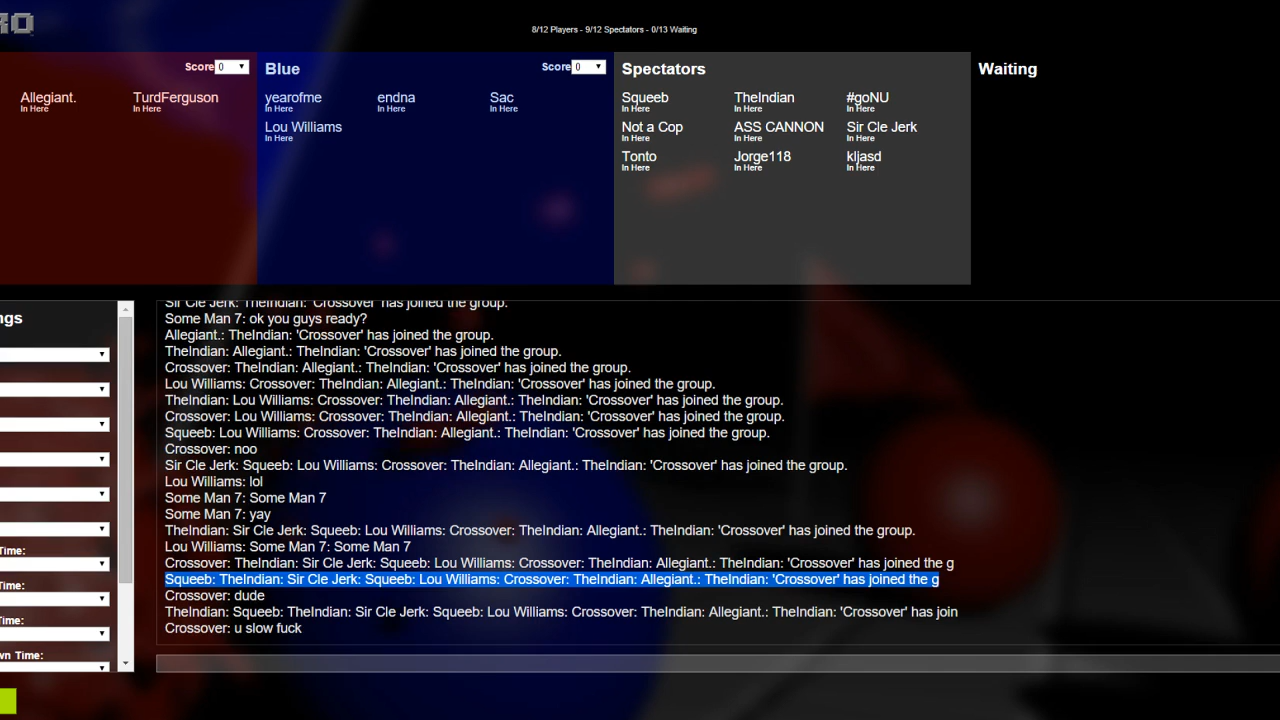 RO
8/12 Players - 9/12 Spectators - 0/13 Waiting
Score 0
Allegiant. TurdFerguson
In Here In Here
Blue Score 0
yearofme endna Sac
In Here In Here In Here
Lou Williams
In Here
Spectators
Squeeb TheIndian #goNU
In Here In Here In Here
Not a Cop ASS CANNON Sir Cle Jerk
In Here In Here In Here
Tonto Jorge118 kljasd
In Here In Here In Here
Waiting
ngs
Time:
Time:
Time:
wn Time:
Sir Cle Jerk: TheIndian: 'Crossover' has joined the group.
Some Man 7: ok you guys ready?
Allegiant.: TheIndian: 'Crossover' has joined the group.
TheIndian: Allegiant.: TheIndian: 'Crossover' has joined the group.
Crossover: TheIndian: Allegiant.: TheIndian: 'Crossover' has joined the group.
Lou Williams: Crossover: TheIndian: Allegiant.: TheIndian: 'Crossover' has joined the group.
TheIndian: Lou Williams: Crossover: TheIndian: Allegiant.: TheIndian: 'Crossover' has joined the group.
Crossover: Lou Williams: Crossover: TheIndian: Allegiant.: TheIndian: 'Crossover' has joined the group.
Squeeb: Lou Williams: Crossover: TheIndian: Allegiant.: TheIndian: 'Crossover' has joined the group.
Crossover: noo
Sir Cle Jerk: Squeeb: Lou Williams: Crossover: TheIndian: Allegiant.: TheIndian: 'Crossover' has joined the group.
Lou Williams: lol
Some Man 7: Some Man 7
Some Man 7: yay
TheIndian: Sir Cle Jerk: Squeeb: Lou Williams: Crossover: TheIndian: Allegiant.: TheIndian: 'Crossover' has joined the group.
Lou Williams: Some Man 7: Some Man 7
Crossover: TheIndian: Sir Cle Jerk: Squeeb: Lou Williams: Crossover: TheIndian: Allegiant.: TheIndian: 'Crossover' has joined the g
Squeeb: TheIndian: Sir Cle Jerk: Squeeb: Lou Williams: Crossover: TheIndian: Allegiant.: TheIndian: 'Crossover' has joined the g
Crossover: dude
TheIndian: Squeeb: TheIndian: Sir Cle Jerk: Squeeb: Lou Williams: Crossover: TheIndian: Allegiant.: TheIndian: 'Crossover' has join
Crossover: u slow fuck